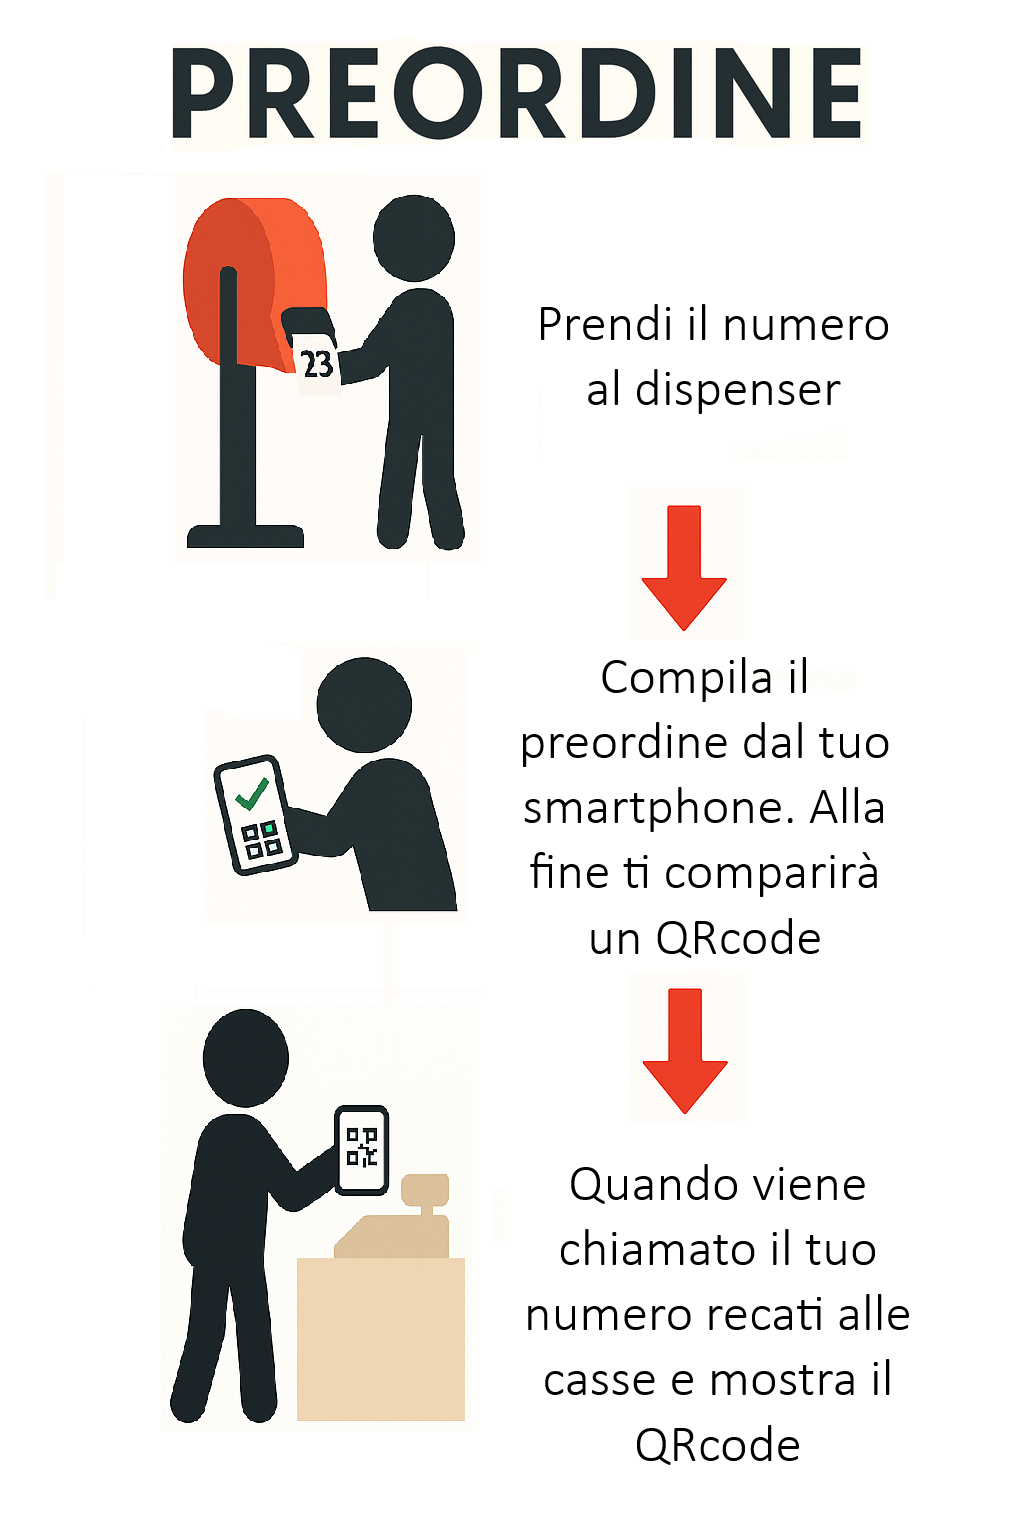 PREORDINE
23
Prendi il numero
al dispenser
Compila il
preordine dal tuo
smartphone. Alla
fine ti comparirà
un QRcode
Quando viene
chiamato il tuo
numero recati alle
casse e mostra il
QRcode